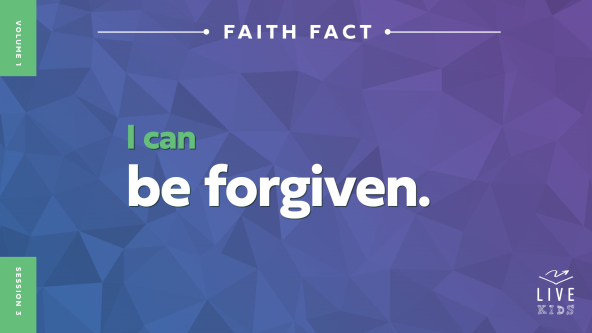 VOLUME 1
FAITH FACT
I can
be forgiven.
SESSION 3
LIVE
KIDS